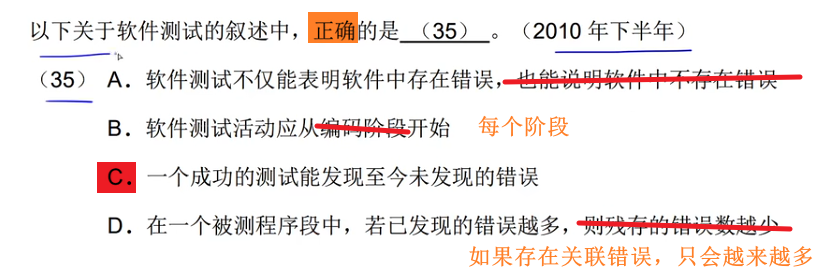 以下关于软件测试的叙述中，正确的是（35）。（2010 年下半年）
（35） A．软件测试不仅能表明软件中存在错误，也能说明软件中不存在错误
B．软件测试活动应从编码阶段开始 每个阶段
C．一个成功的测试能发现至今未发现的错误
D．在一个被测程序段中，若已发现的错误越多，则残存的错误数越少
如果存在关联错误，只会越来越多